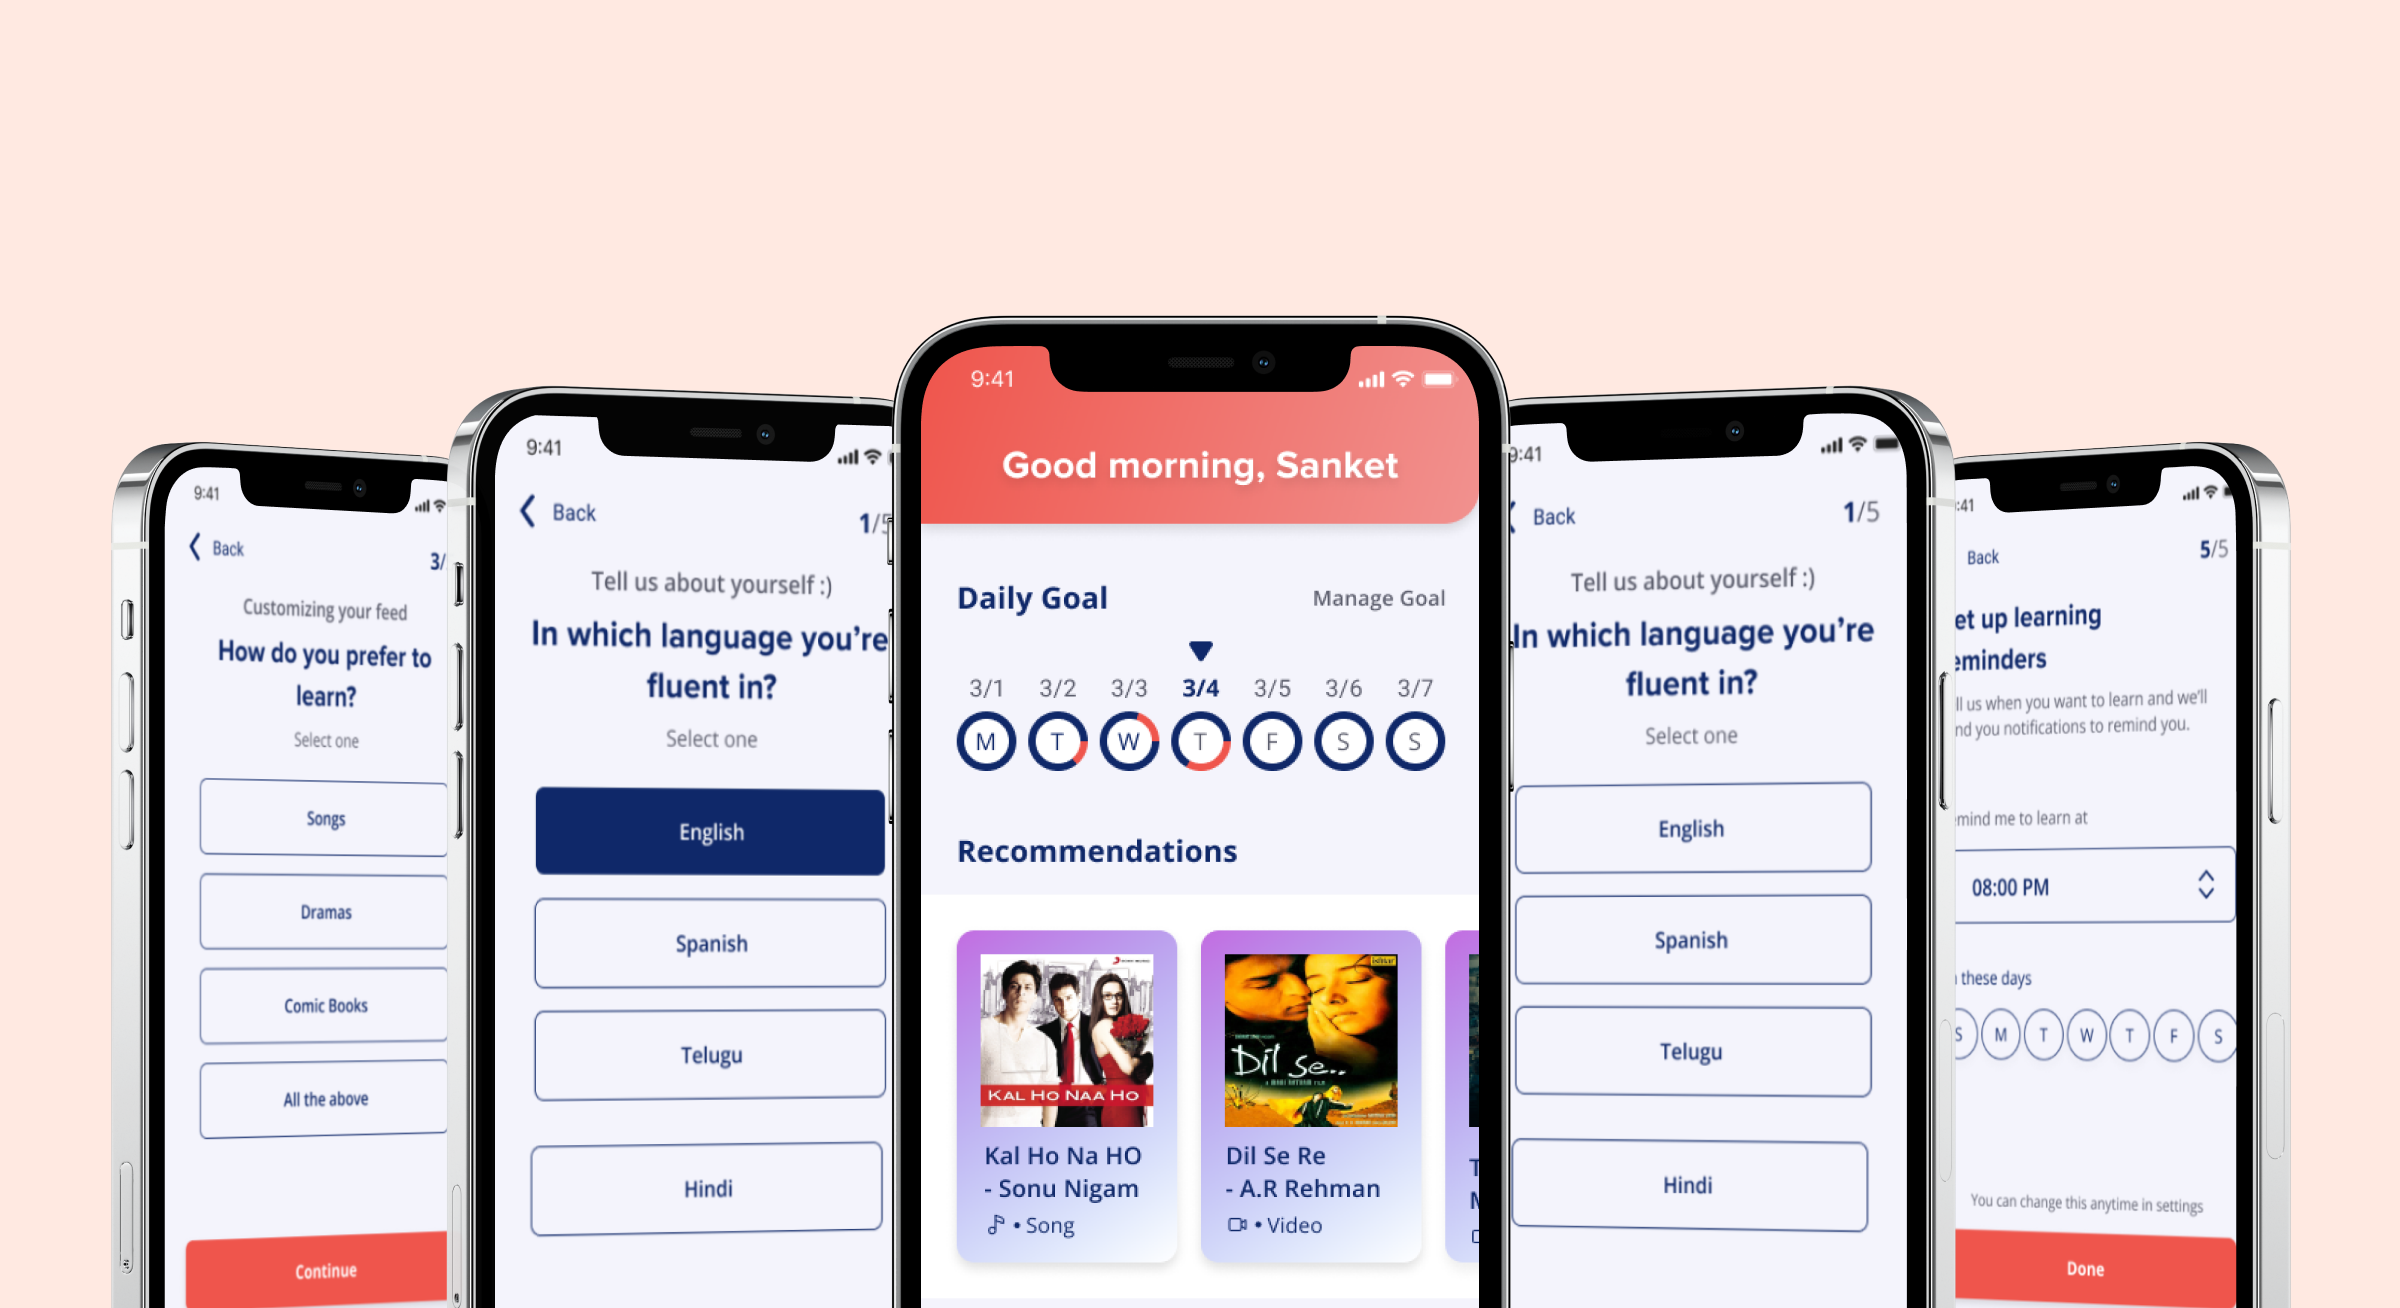 9:41
Back
3/
Customizing your feed
How do you prefer to
learn?
Select one
Songs
Dramas
Comic Books
All the above
Continue
9:41
Back
1/5
Tell us about yourself :)
In which language you're
fluent in?
Select one
English
Spanish
Telugu
Hindi
9:41
Good morning, Sanket
Daily Goal
Manage Goal
3/1 3/2 3/3 3/4 3/5 3/6 3/7
M T W T F S S
Recommendations
KAL HO NAA HO
Kal Ho Na HO
- Sonu Nigam
• Song
ishtar
Dil Se..
A MANI RATNAM FILM
Dil Se Re
- A.R Rehman
• Video
T
M
9:41
Back
1/5
Tell us about yourself :)
In which language you're
fluent in?
Select one
English
Spanish
Telugu
Hindi
:41
Back
5/5
et up learning
eminders
ll us when you want to learn and we'll
nd you notifications to remind you.
mind me to learn at
08:00 PM
these days
S M T W T F S
You can change this anytime in settings
Done